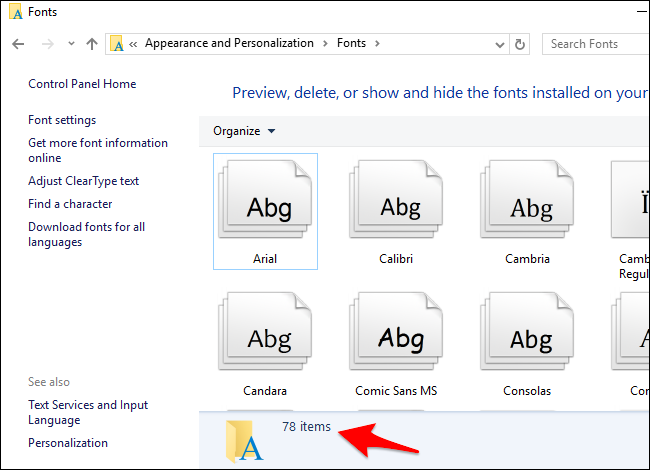 Fonts
« Appearance and Personalization > Fonts >
Search Fonts
Control Panel Home
Font settings
Get more font information
online
Adjust ClearType text
Find a character
Download fonts for all
languages
See also
Text Services and Input
Language
Personalization
Preview, delete, or show and hide the fonts installed on your
Organize
Abg
Abg
Abg
Ï
Arial
Calibri
Cambria
Camb
Regul
Abg
Abg
Abg
A
Candara
Comic Sans MS
Consolas
Con
A
78 items